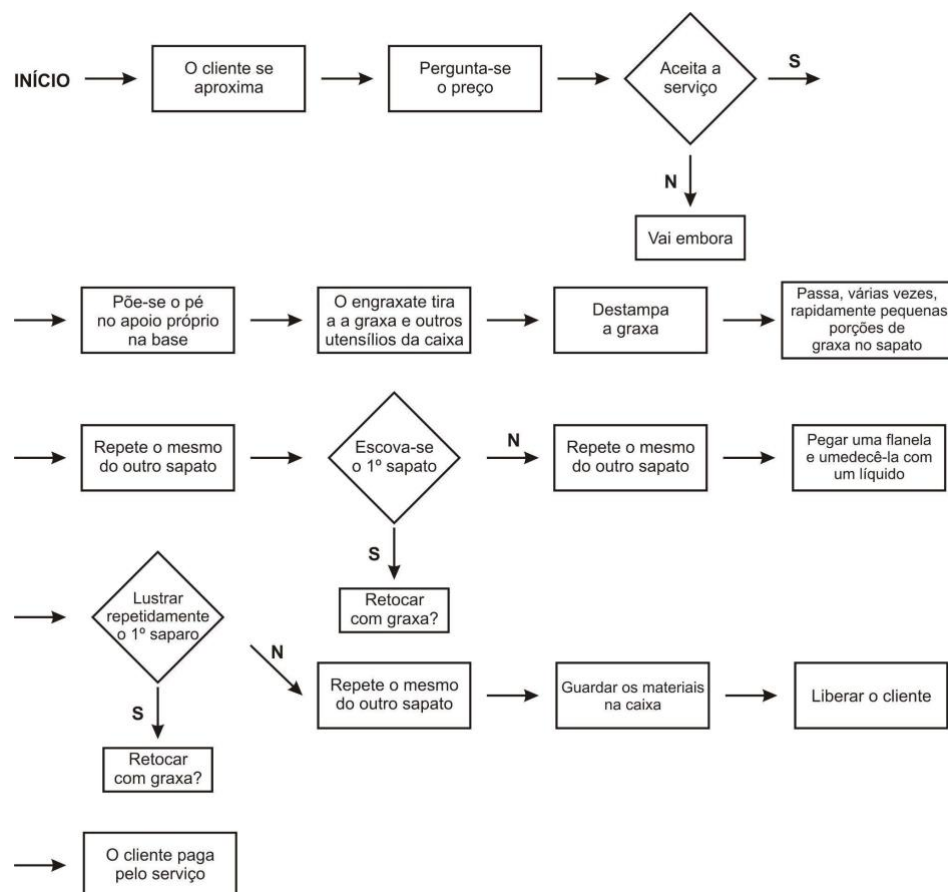 INÍCIO
O cliente se
aproxima
Pergunta-se
o preço
Aceita a
serviço
S
N
Vai embora
Põe-se o pé
no apoio próprio
na base
O engraxate tira
a a graxa e outros
utensílios da caixa
Destampa
a graxa
Passa, várias vezes,
rapidamente pequenas
porções de
graxa no sapato
Repete o mesmo
do outro sapato
Escova-se
o 1º sapato
N
Repete o mesmo
do outro sapato
Pegar uma flanela
e umedecê-la com
um líquido
S
Retocar
com graxa?
Lustrar
repetidamente
o 1º saparo
N
Repete o mesmo
do outro sapato
Guardar os materiais
na caixa
Liberar o cliente
S
Retocar
com graxa?
O cliente paga
pelo serviço